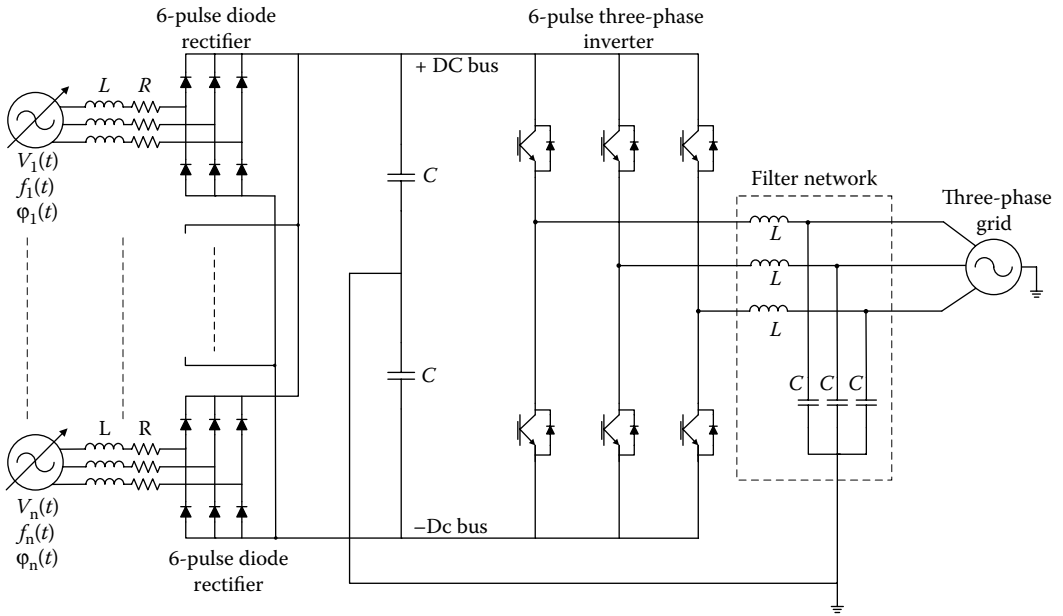 6-pulse diode
rectifier
6-pulse three-phase
inverter
+ DC bus
L
R
V₁(t)
f₁(t)
φ₁(t)
C
Filter network
Three-phase
grid
L
L
L
C
C
C
C
L
R
Vₙ(t)
fₙ(t)
φₙ(t)
–Dc bus
6-pulse diode
rectifier